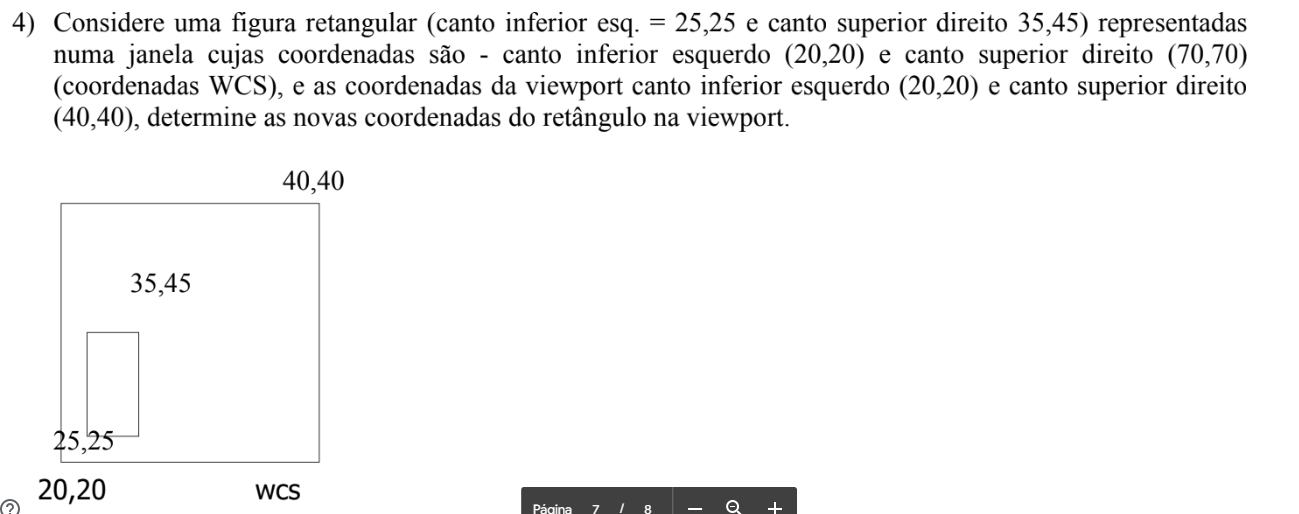 4) Considere uma figura retangular (canto inferior esq. = 25,25 e canto superior direito 35,45) representadas
numa janela cujas coordenadas são - canto inferior esquerdo (20,20) e canto superior direito (70,70)
(coordenadas WCS), e as coordenadas da viewport canto inferior esquerdo (20,20) e canto superior direito
(40,40), determine as novas coordenadas do retângulo na viewport.
40,40
35,45
25,25
20,20 wcs
Página 7 / 8